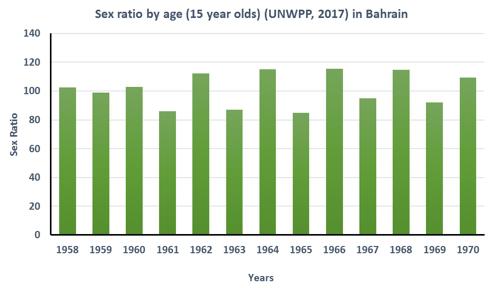 Sex ratio by age (15 year olds) (UNWPP, 2017) in Bahrain
140
120
100
80
60
40
20
0
Sex Ratio
1958 1959 1960 1961 1962 1963 1964 1965 1966 1967 1968 1969 1970
Years